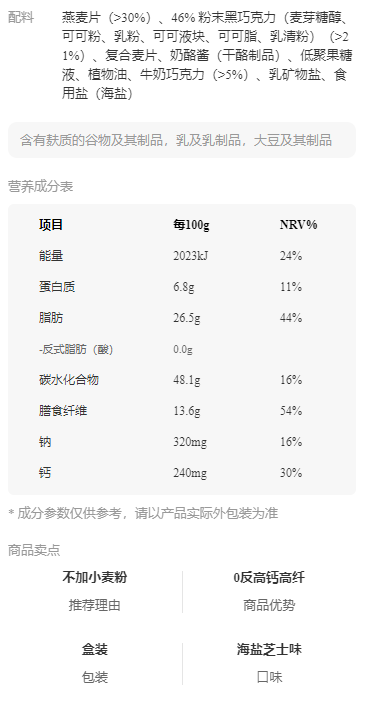 配料
燕麦片（>30%）、46% 粉末黑巧克力（麦芽糖醇、
可可粉、乳粉、可可液块、可可脂、乳清粉）（>2
1%）、复合麦片、奶酪酱（干酪制品）、低聚果糖
液、植物油、牛奶巧克力（>5%）、乳矿物盐、食
用盐（海盐）
含有麸质的谷物及其制品，乳及乳制品，大豆及其制品
营养成分表
项目 每100g NRV%
能量 2023kJ 24%
蛋白质 6.8g 11%
脂肪 26.5g 44%
-反式脂肪（酸） 0.0g
碳水化合物 48.1g 16%
膳食纤维 13.6g 54%
钠 320mg 16%
钙 240mg 30%
* 成分参数仅供参考，请以产品实际外包装为准
商品卖点
不加小麦粉 0反高钙高纤
推荐理由 商品优势
盒装 海盐芝士味
包装 口味